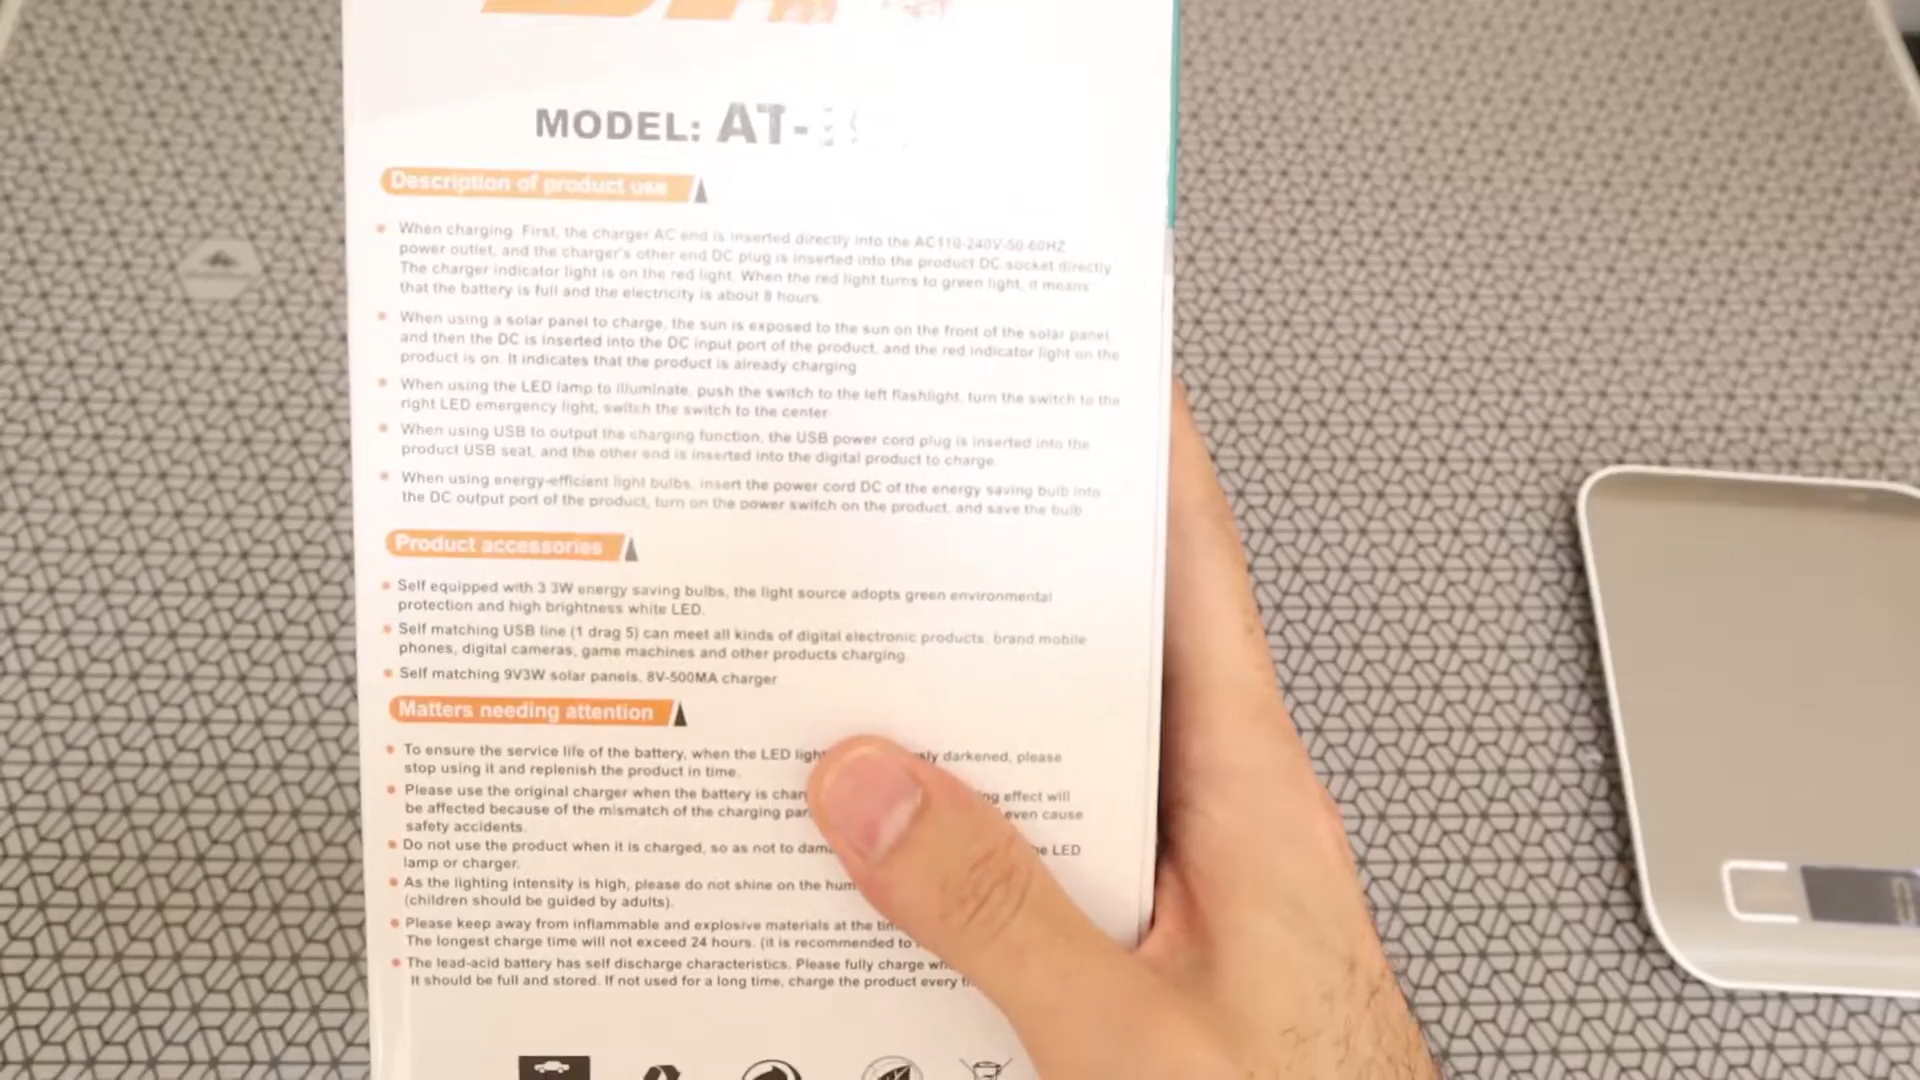 MODEL: AT-
Description of product use
When charging First, the charger AC end is inserted directly into the AC110-240V-50-60HZ
power outlet, and the charger's other end DC plug is inserted into the product DC socket directly
The charger indicator light is on the red light. When the red light turns to green light, it means
that the battery is full and the electricity is about 8 hours.
When using a solar panel to charge, the sun is exposed to the sun on the front of the solar panel,
and then the DC is inserted into the DC input port of the product, and the red indicator light on the
product is on. It indicates that the product is already charging
When using the LED lamp to illuminate, push the switch to the left flashlight, turn the switch to the
right LED emergency light, switch the switch to the center
When using USB to output the charging function, the USB power cord plug is inserted into the
product USB seat, and the other end is inserted into the digital product to charge
When using energy-efficient light bulbs, insert the power cord DC of the energy saving bulb into
the DC output port of the product, turn on the power switch on the product, and save the bulb
Product accessories
Self equipped with 3 3W energy saving bulbs, the light source adopts green environmental
protection and high brightness white LED.
Self matching USB line (1 drag 5) can meet all kinds of digital electronic products, brand mobile
phones, digital cameras, game machines and other products charging.
Self matching 9V3W solar panels, 8V-500MA charger
Matters needing attention
To ensure the service life of the battery, when the LED light darkened, please
stop using it and replenish the product in time.
Please use the original charger when the battery is effect will
be affected because of the mismatch of the charging even cause
safety accidents.
Do not use the product when it is charged, so as not to LED
lamp or charger.
As the lighting intensity is high, please do not shine on the
(children should be guided by adults).
Please keep away from inflammable and explosive materials at the
The longest charge time will not exceed 24 hours. (it is recommended to
The lead-acid battery has self discharge characteristics. Please fully charge
It should be full and stored. If not used for a long time, charge the product every